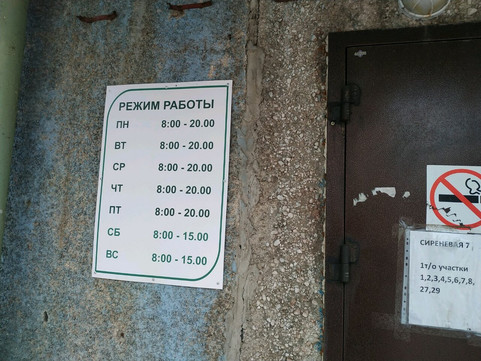 РЕЖИМ РАБОТЫ
ПН 8:00 - 20.00
ВТ 8:00 - 20.00
СР 8:00 - 20.00
ЧТ 8:00 - 20.00
ПТ 8:00 - 20.00
СБ 8:00 - 15.00
ВС 8:00 - 15.00
СИРЕНЕВАЯ 7
1т/о участки
1,2,3,4,5,6,7,8,
27,29